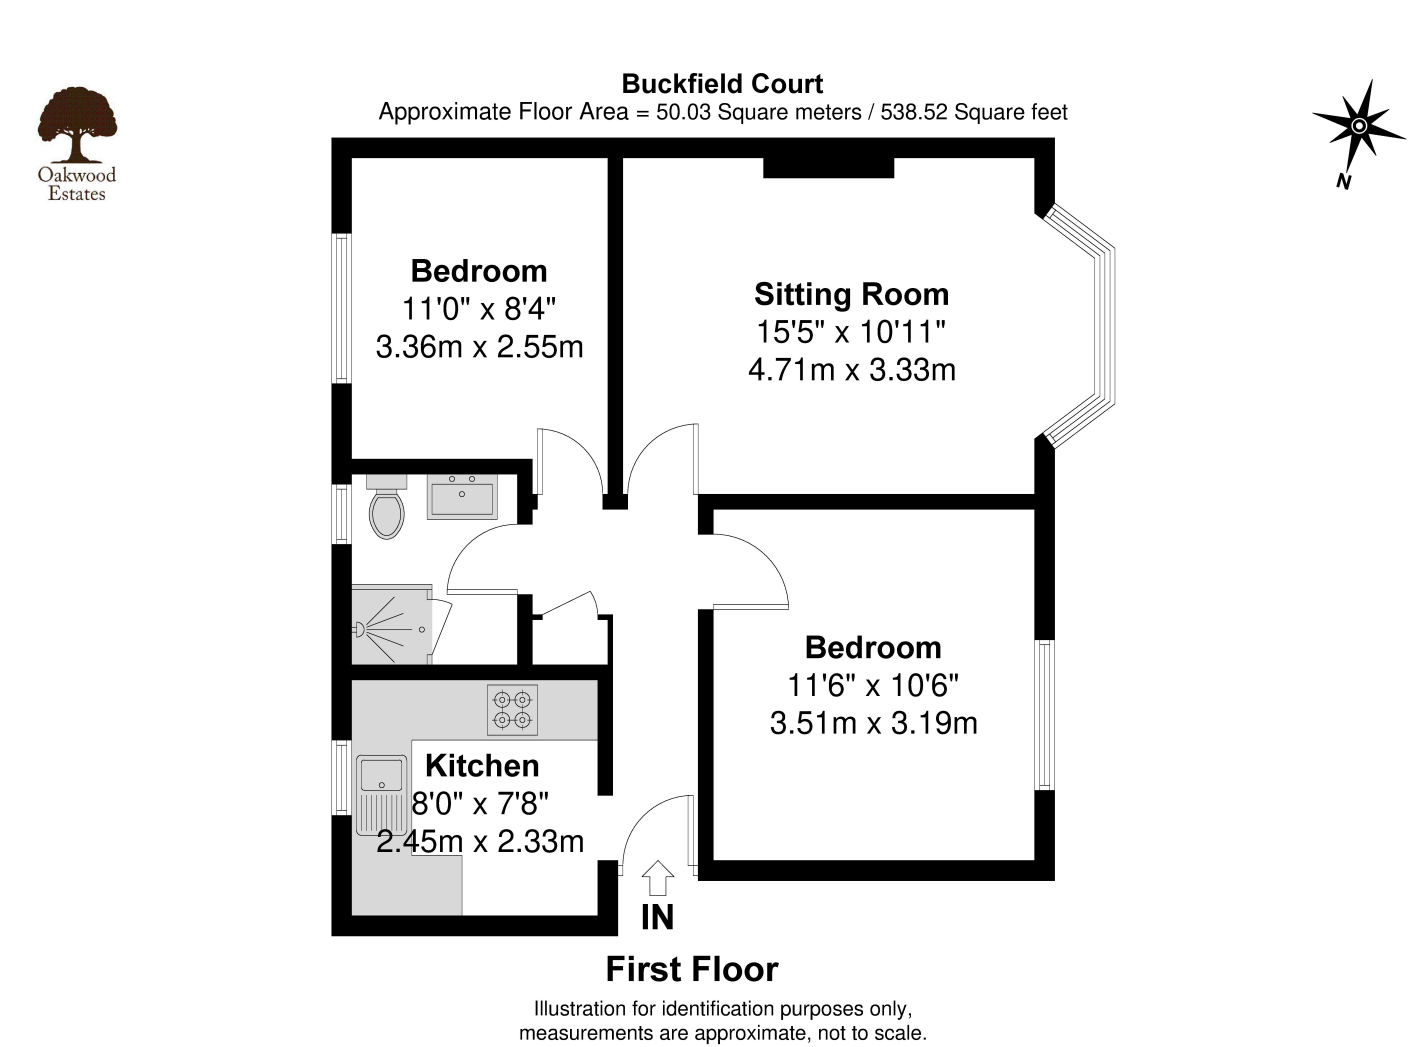 Buckfield Court
Approximate Floor Area = 50.03 Square meters / 538.52 Square feet
Oakwood
Estates
N
Bedroom
11'0" x 8'4"
3.36m x 2.55m
Sitting Room
15'5" x 10'11"
4.71m x 3.33m
Bedroom
11'6" x 10'6"
3.51m x 3.19m
Kitchen
8'0" x 7'8"
2.45m x 2.33m
IN
First Floor
Illustration for identification purposes only,
measurements are approximate, not to scale.